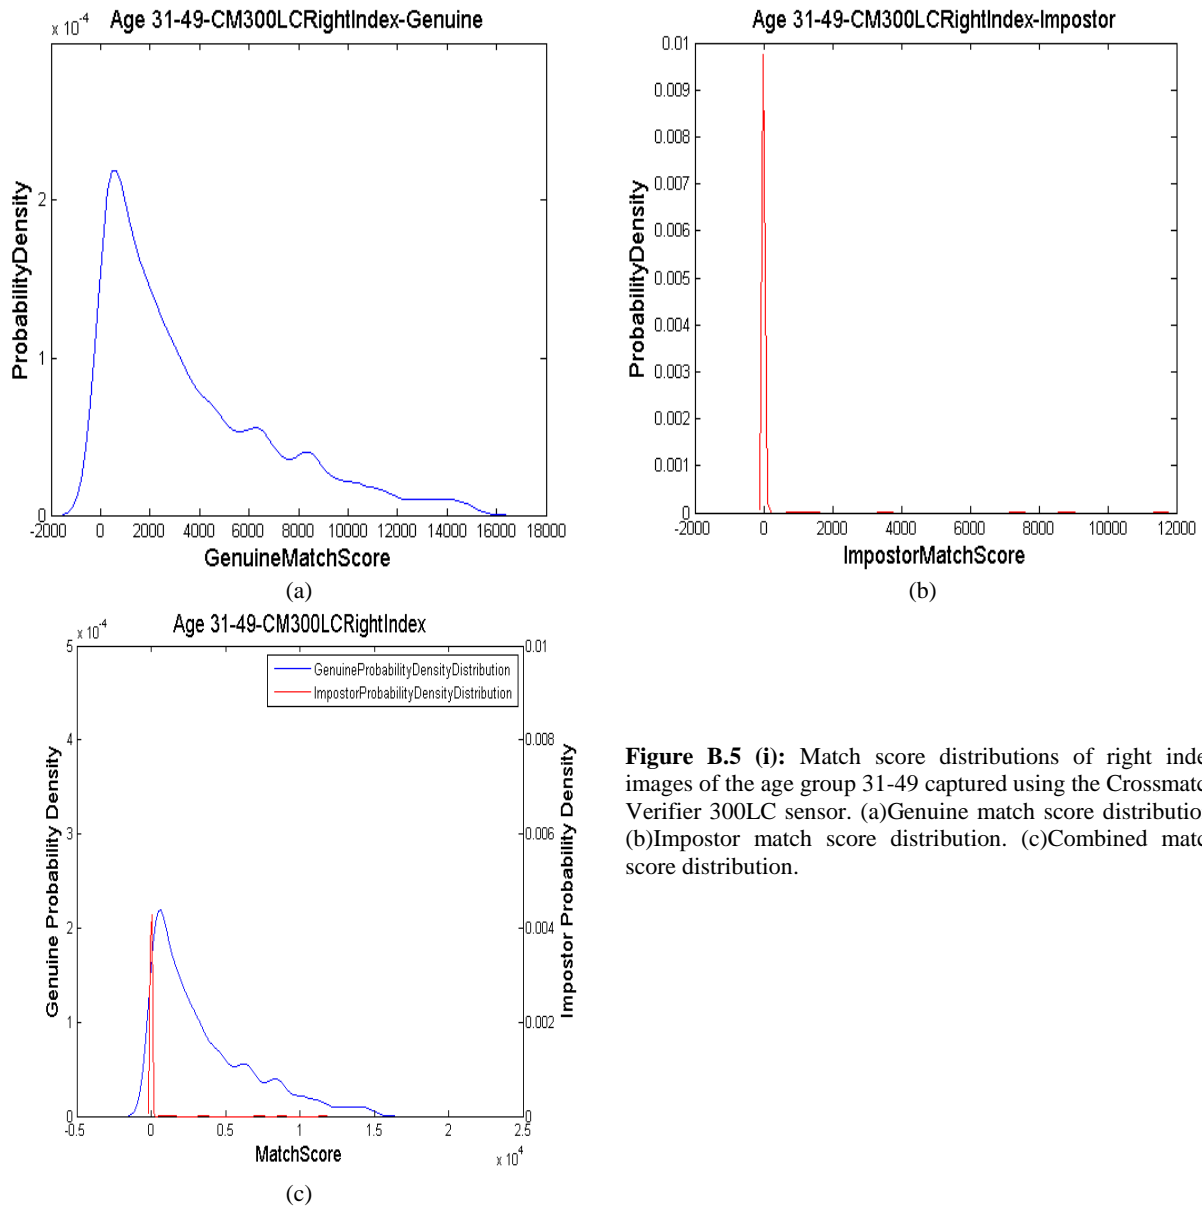 Age 31-49-CM300LCRightIndex-Genuine
x 10^-4
2
1
0
ProbabilityDensity
-2000 0 2000 4000 6000 8000 10000 12000 14000 16000 18000
GenuineMatchScore
(a)
Age 31-49-CM300LCRightIndex-Impostor
0.01
0.009
0.008
0.007
0.006
0.005
0.004
0.003
0.002
0.001
0
ProbabilityDensity
-2000 0 2000 4000 6000 8000 10000 12000
ImpostorMatchScore
(b)
Age 31-49-CM300LCRightIndex
x 10^-4
5
4
3
2
1
0
Genuine Probability Density
GenuineProbabilityDensityDistribution
ImpostorProbabilityDensityDistribution
0.01
0.008
0.006
0.004
0.002
0
Impostor Probability Density
-0.5 0 0.5 1 1.5 2 2.5
MatchScore
x 10^4
(c)
Figure B.5 (i): Match score distributions of right inde
images of the age group 31-49 captured using the Crossmatc
Verifier 300LC sensor. (a)Genuine match score distribution
(b)Impostor match score distribution. (c)Combined matc
score distribution.